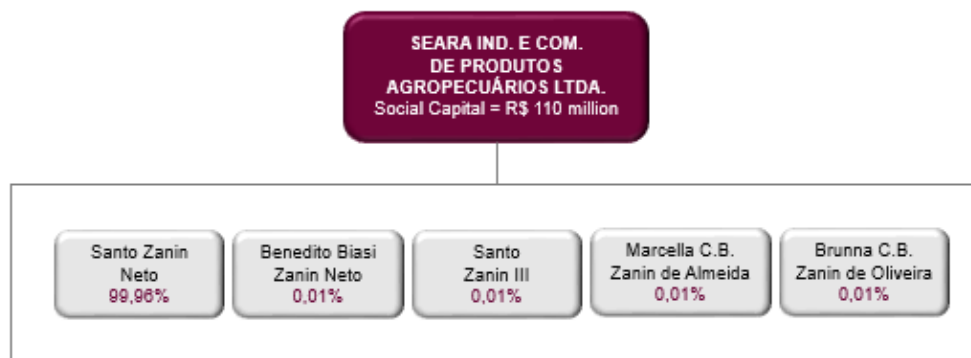 SEARA IND. E COM.
DE PRODUTOS
AGROPECUÁRIOS LTDA.
Social Capital = R$ 110 million
Santo Zanin
Neto
99,96%
Benedito Biasi
Zanin Neto
0,01%
Santo
Zanin III
0,01%
Marcella C.B.
Zanin de Almeida
0,01%
Brunna C.B.
Zanin de Oliveira
0,01%